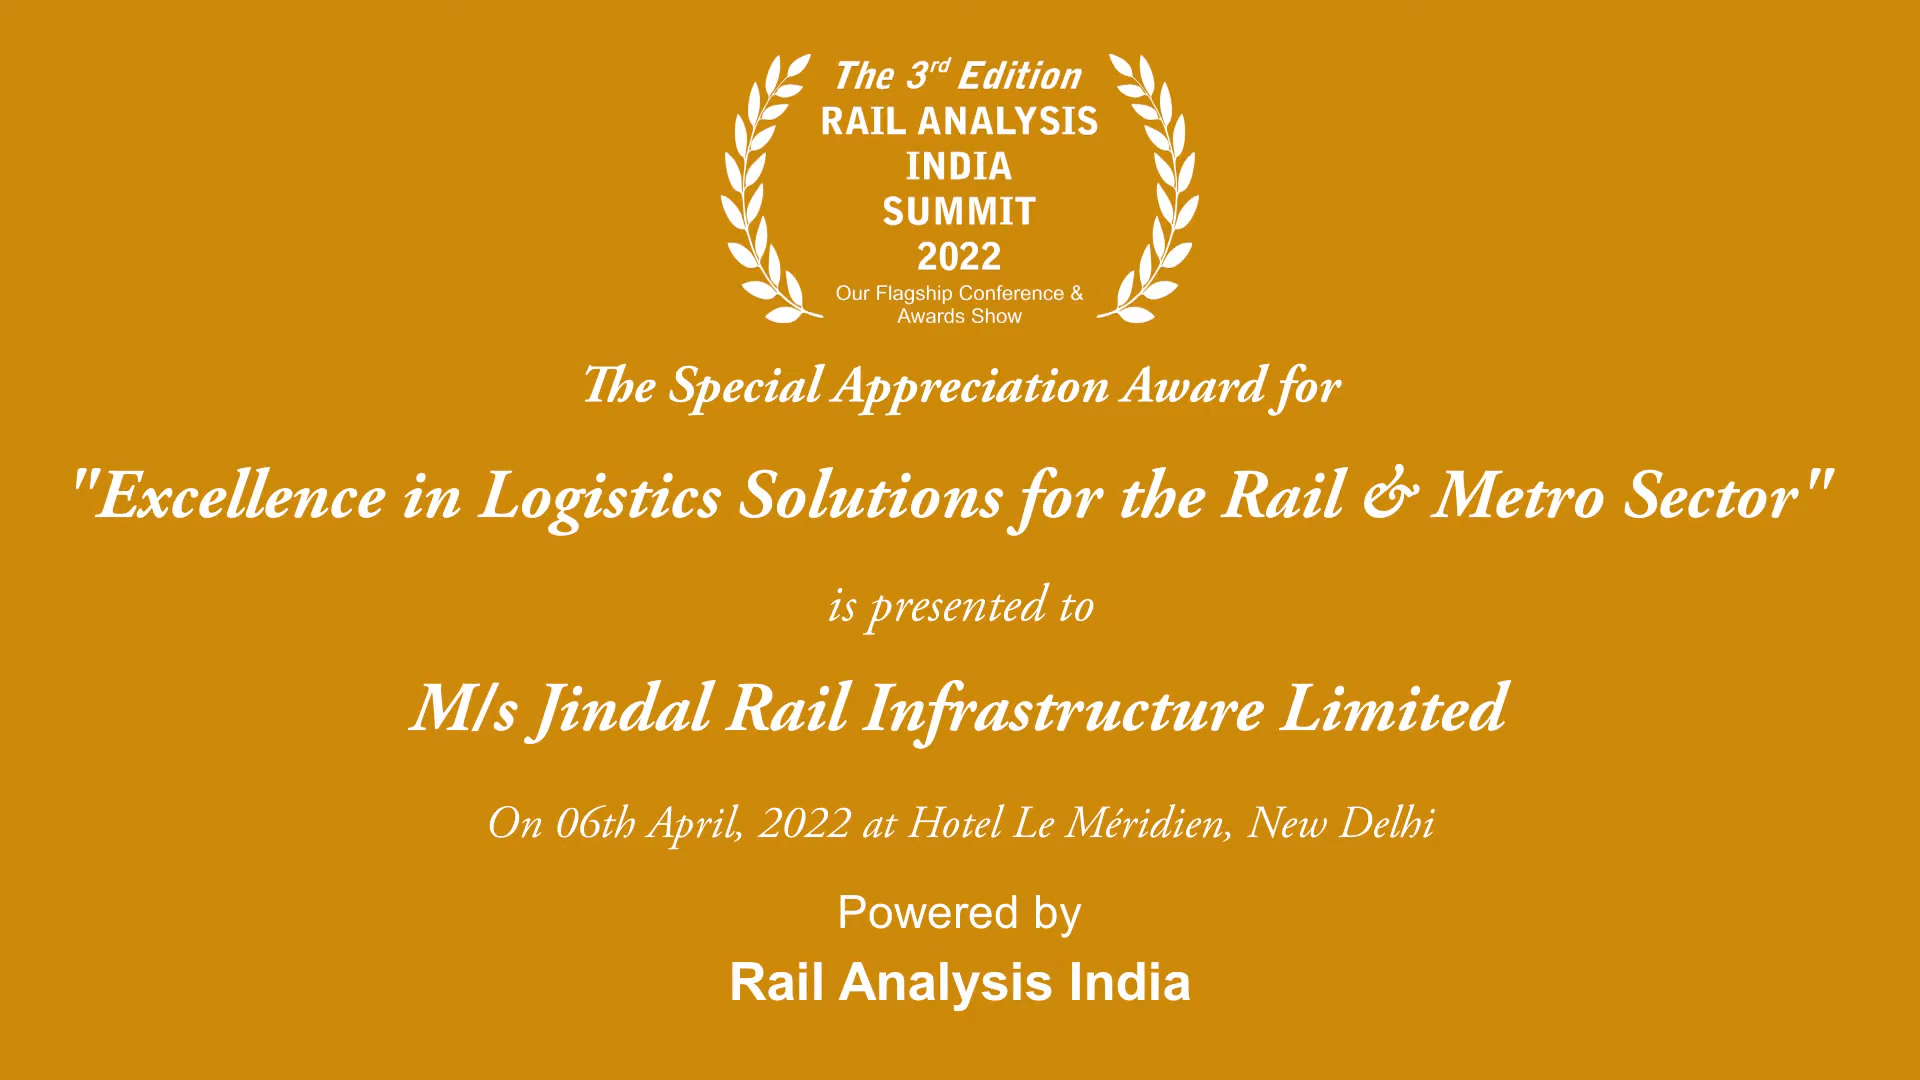 The 3rd Edition
RAIL ANALYSIS
INDIA
SUMMIT
2022
Our Flagship Conference &
Awards Show
The Special Appreciation Award for
"Excellence in Logistics Solutions for the Rail & Metro Sector"
is presented to
M/s Jindal Rail Infrastructure Limited
On 06th April, 2022 at Hotel Le Méridien, New Delhi
Powered by
Rail Analysis India